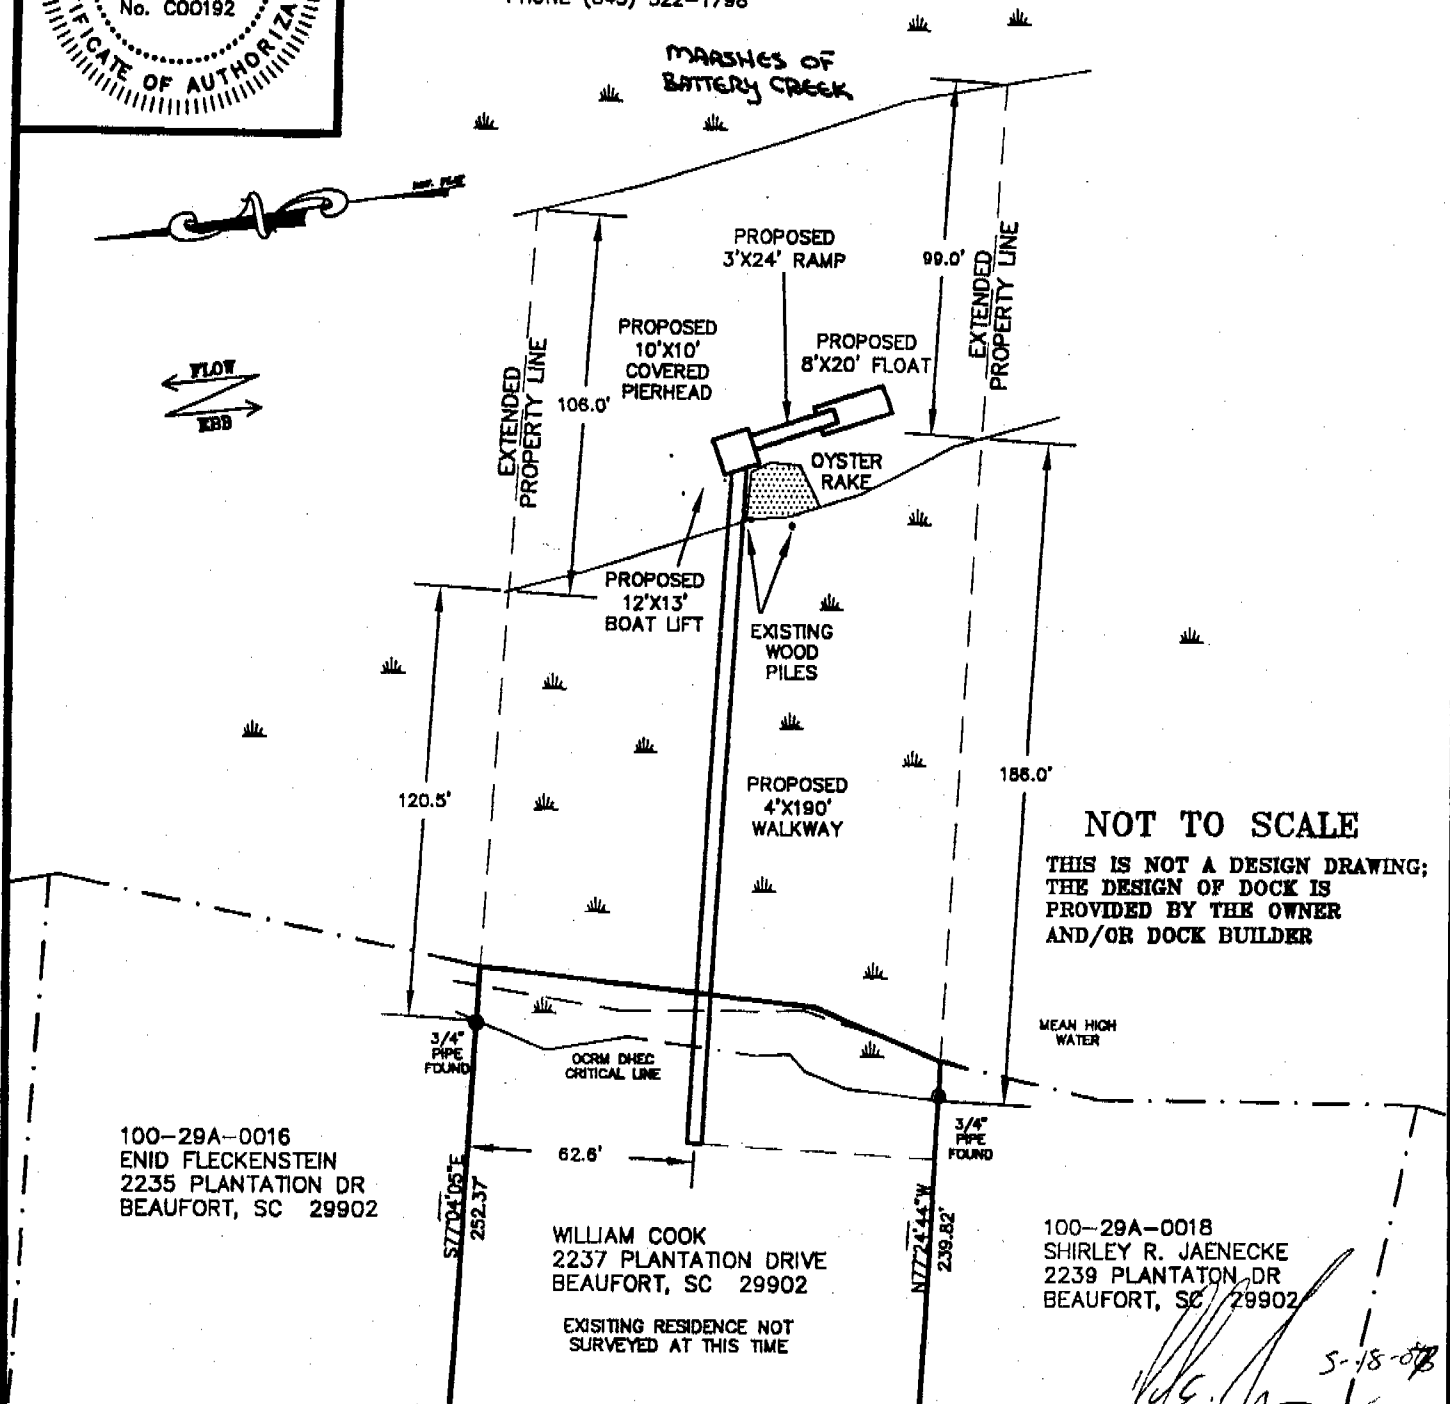 No. C00192
IFICATE OF AUTHORIZA
MARSHES OF
BATTERY CREEK
PROPOSED
3'X24' RAMP
99.0'
EXTENDED
PROPERTY LINE
PROPOSED
10'X10'
COVERED
PIERHEAD
PROPOSED
8'X20' FLOAT
FLOW
EBB
EXTENDED
PROPERTY LINE
106.0'
OYSTER
RAKE
PROPOSED
12'X13'
BOAT LIFT
EXISTING
WOOD
PILES
120.5'
PROPOSED
4'X190'
WALKWAY
186.0'
NOT TO SCALE
THIS IS NOT A DESIGN DRAWING;
THE DESIGN OF DOCK IS
PROVIDED BY THE OWNER
AND/OR DOCK BUILDER
MEAN HIGH
WATER
3/4"
PIPE
FOUND
OCRM DHEC
CRITICAL LINE
3/4"
PIPE
FOUND
62.6'
100-29A-0016
ENID FLECKENSTEIN
2235 PLANTATION DR
BEAUFORT, SC 29902
S77°04'05"E
252.37'
WILLIAM COOK
2237 PLANTATION DRIVE
BEAUFORT, SC 29902
EXISITING RESIDENCE NOT
SURVEYED AT THIS TIME
N77°24'44"W
239.82'
100-29A-0018
SHIRLEY R. JAENECKE
2239 PLANTATON DR
BEAUFORT, SC 29902